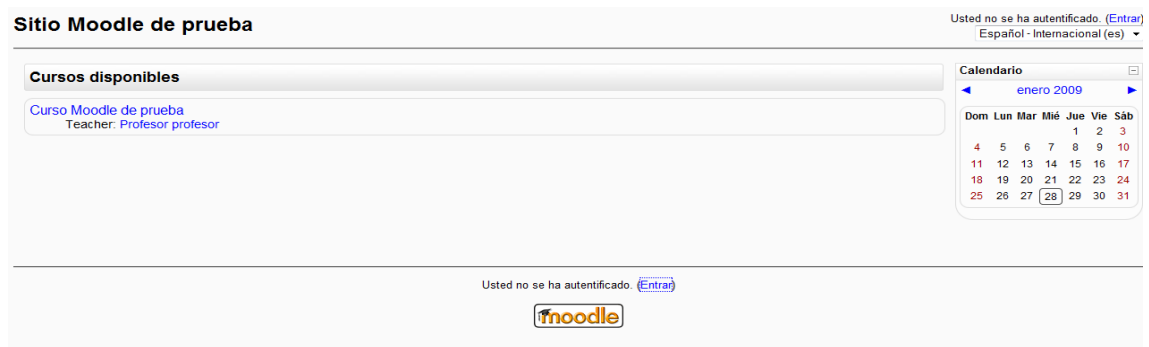 Sitio Moodle de prueba
Usted no se ha autentificado. (Entrar)
Español - Internacional (es)
Cursos disponibles
Curso Moodle de prueba
Teacher: Profesor profesor
Calendario
enero 2009
Dom Lun Mar Mié Jue Vie Sáb
1 2 3
4 5 6 7 8 9 10
11 12 13 14 15 16 17
18 19 20 21 22 23 24
25 26 27 28 29 30 31
Usted no se ha autentificado. (Entrar)
moodle